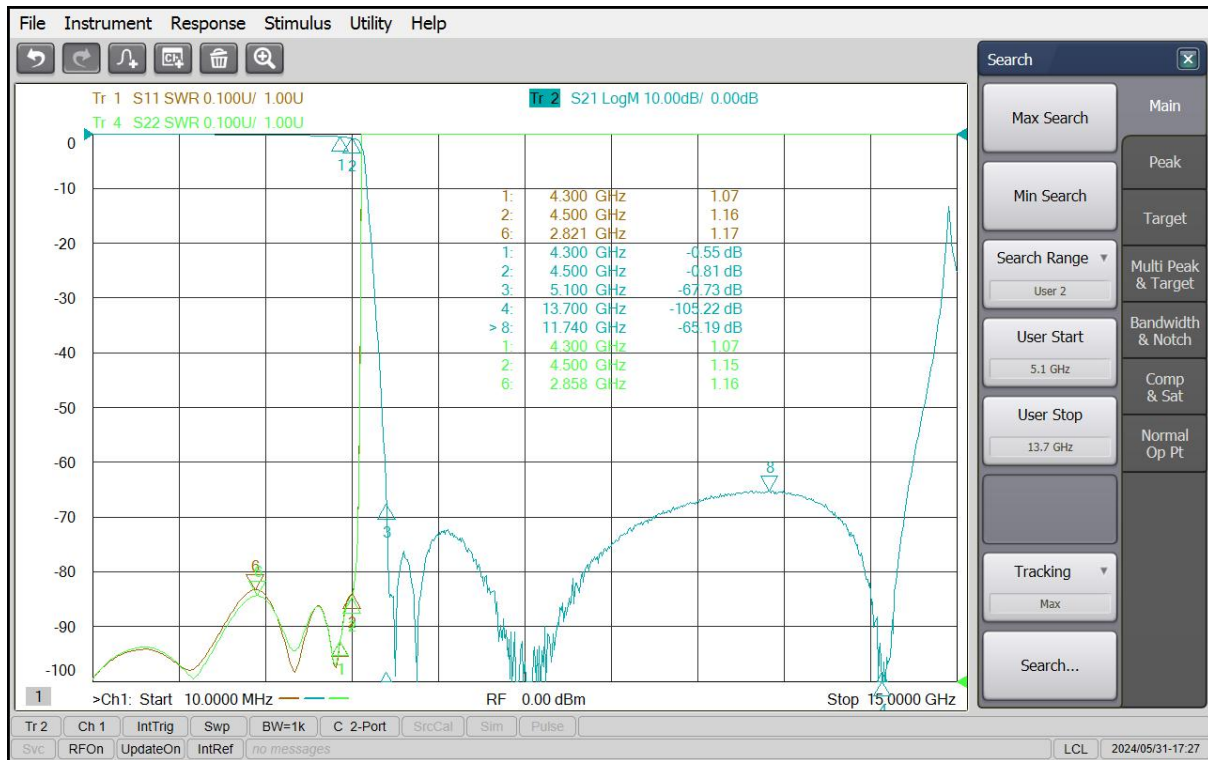 File Instrument Response Stimulus Utility Help
Tr 1 S11 SWR 0.100U/ 1.00U
Tr 2 S21 LogM 10.00dB/ 0.00dB
Tr 4 S22 SWR 0.100U/ 1.00U
0
-10
-20
-30
-40
-50
-60
-70
-80
-90
-100
1 2
1: 4.300 GHz 1.07
2: 4.500 GHz 1.16
6: 2.821 GHz 1.17
1: 4.300 GHz -0.55 dB
2: 4.500 GHz -0.81 dB
3: 5.100 GHz -67.73 dB
4: 13.700 GHz -105.22 dB
> 8: 11.740 GHz -65.19 dB
1: 4.300 GHz 1.07
2: 4.500 GHz 1.15
6: 2.858 GHz 1.16
8
3
6
1
1
>Ch1: Start 10.0000 MHz
RF 0.00 dBm
Stop 15.0000 GHz
Search
Max Search
Min Search
Search Range
User 2
User Start
5.1 GHz
User Stop
13.7 GHz
Tracking
Max
Search...
Main
Peak
Target
Multi Peak
& Target
Bandwidth
& Notch
Comp
& Sat
Normal
Op Pt
Tr 2 Ch 1 IntTrig Swp BW=1k C 2-Port SrcCal Sim Pulse
Svc RFOn UpdateOn IntRef no messages LCL 2024/05/31-17:27